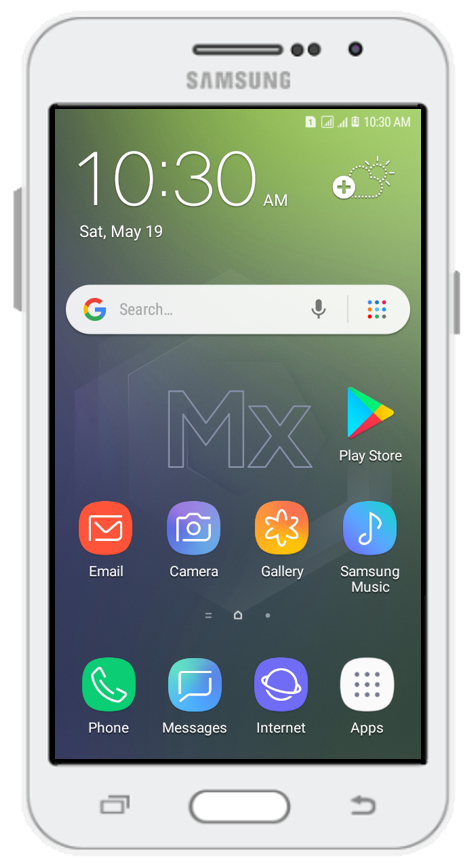 SAMSUNG
1 10:30 AM
10:30 AM
Sat, May 19
G Search...
Mx
Play Store
Email Camera Gallery Samsung
Music
Phone Messages Internet Apps